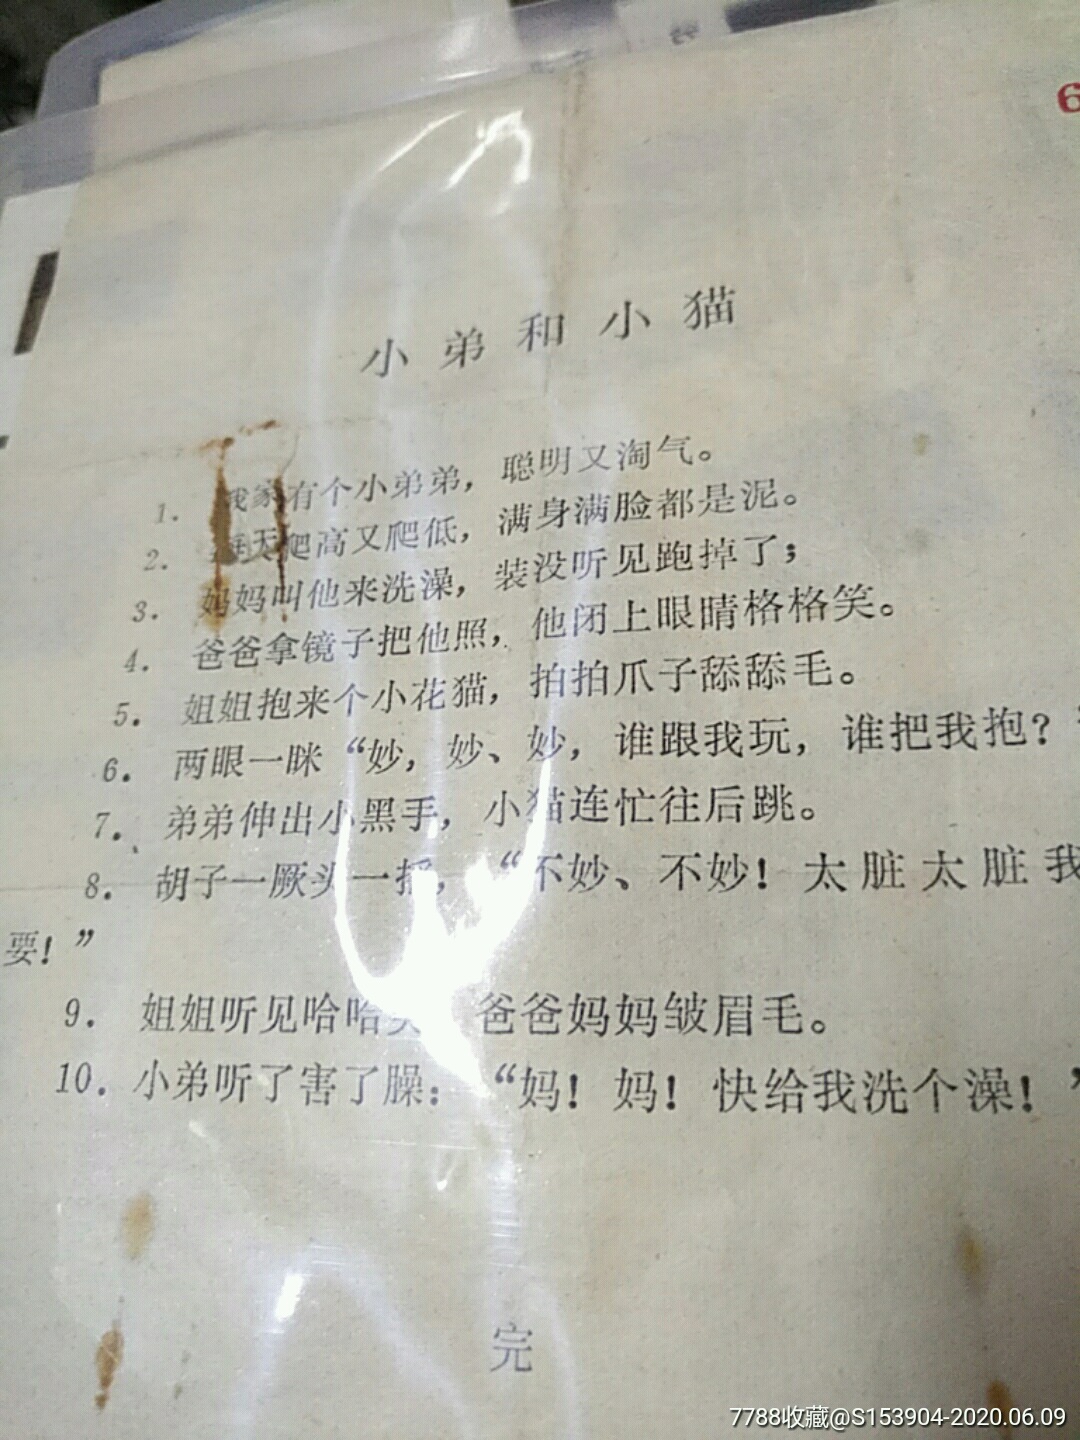 6
小弟和小猫
1. 我家有个小弟弟，聪明又淘气。
2. 每天爬高又爬低，满身满脸都是泥。
3. 妈妈叫他来洗澡，装没听见跑掉了；
4. 爸爸拿镜子把他照，他闭上眼睛格格笑。
5. 姐姐抱来个小花猫，拍拍爪子舔舔毛。
6. 两眼一眯“妙，妙、妙，谁跟我玩，谁把我抱？
7. 弟弟伸出小黑手，小猫连忙往后跳。
8. 胡子一厥头一摇，“不妙、不妙！太脏太脏我
要！”
9. 姐姐听见哈哈笑 爸爸妈妈皱眉毛。
10. 小弟听了害了臊：“妈！妈！快给我洗个澡！”
完
7788收藏@S153904-2020.06.09